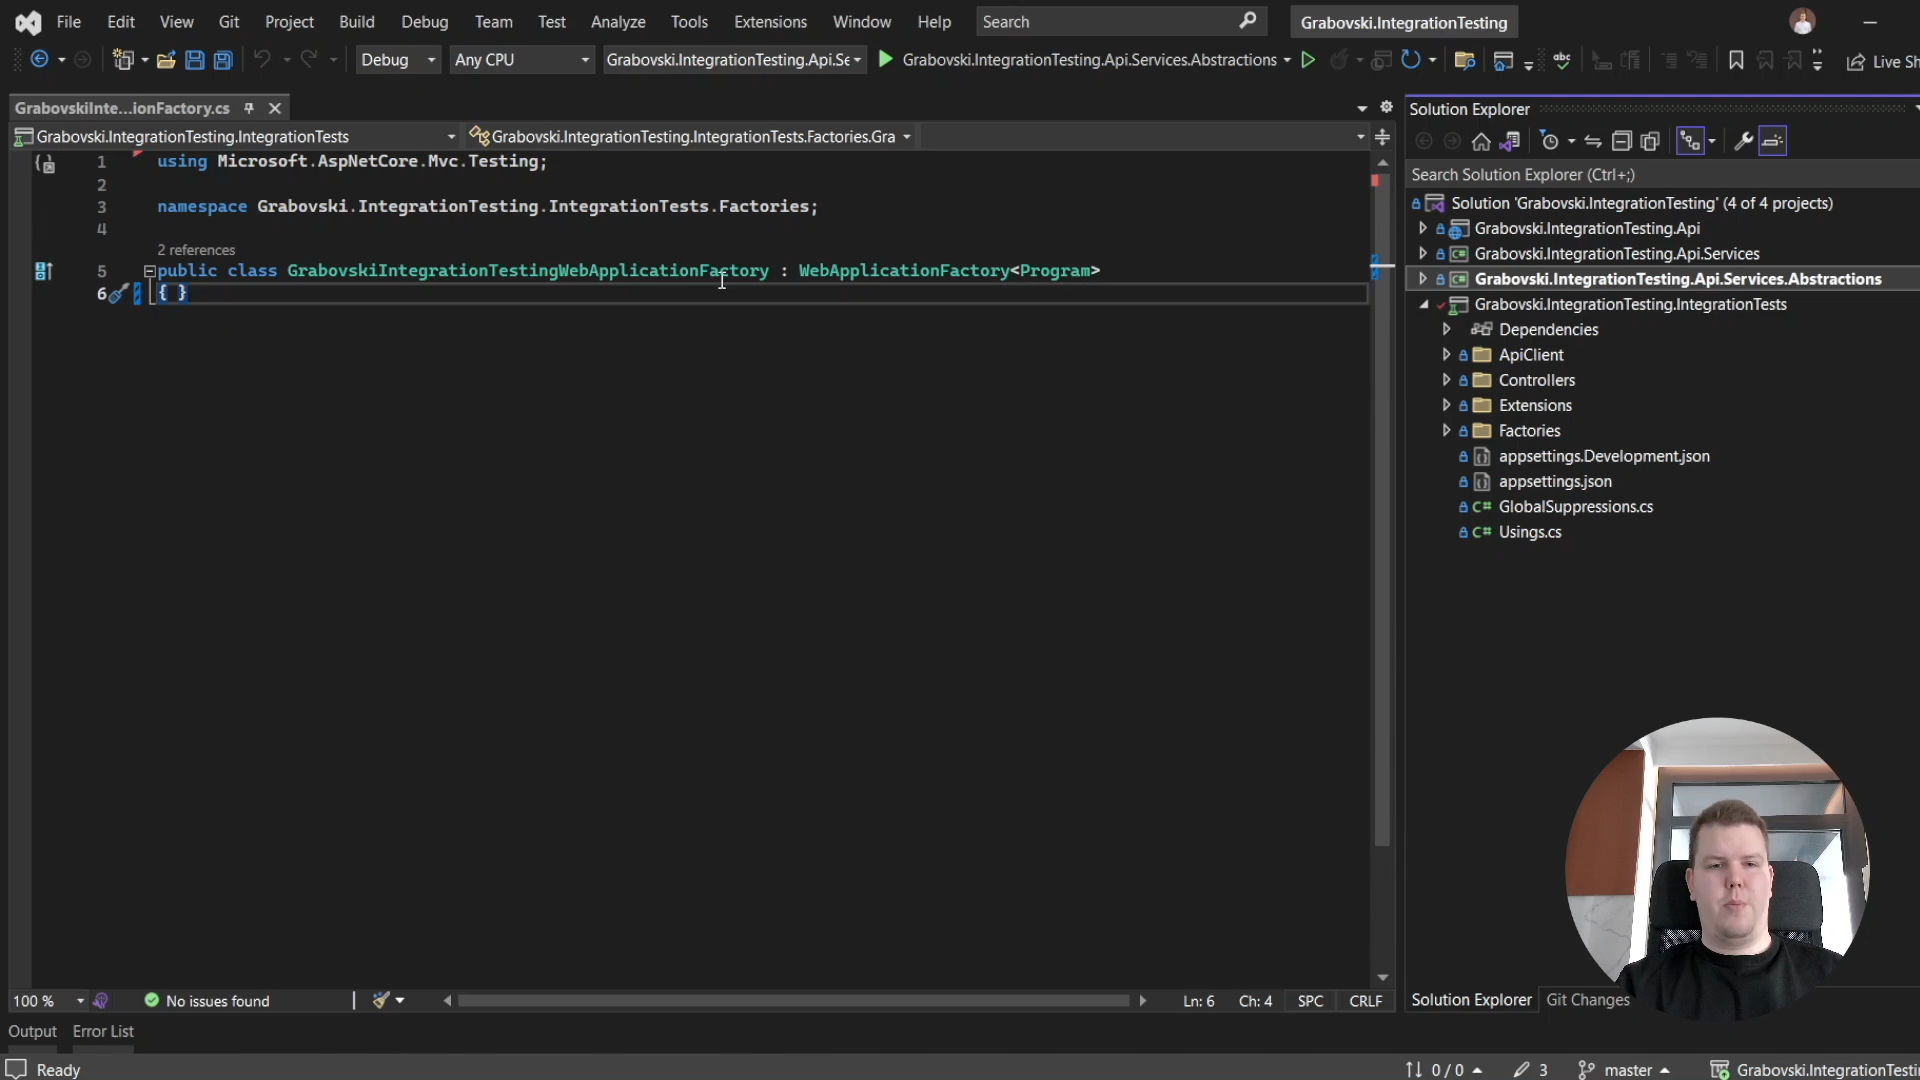 File Edit View Git Project Build Debug Team Test Analyze Tools Extensions Window Help Search Grabovski.IntegrationTesting
Debug Any CPU Grabovski.IntegrationTesting.Api.Se Grabovski.IntegrationTesting.Api.Services.Abstractions Live Sh
GrabovskiInte...ionFactory.cs
Grabovski.IntegrationTesting.IntegrationTests Grabovski.IntegrationTesting.IntegrationTests.Factories.Gra
1 using Microsoft.AspNetCore.Mvc.Testing;
2
3 namespace Grabovski.IntegrationTesting.IntegrationTests.Factories;
4
2 references
5 public class GrabovskiIntegrationTestingWebApplicationFactory : WebApplicationFactory<Program>
6 { }
100 % No issues found Ln: 6 Ch: 4 SPC CRLF
Output Error List
Solution Explorer
Search Solution Explorer (Ctrl+;)
Solution 'Grabovski.IntegrationTesting' (4 of 4 projects)
Grabovski.IntegrationTesting.Api
Grabovski.IntegrationTesting.Api.Services
Grabovski.IntegrationTesting.Api.Services.Abstractions
Grabovski.IntegrationTesting.IntegrationTests
Dependencies
ApiClient
Controllers
Extensions
Factories
appsettings.Development.json
appsettings.json
GlobalSuppressions.cs
Usings.cs
Solution Explorer Git Changes
Ready 0 / 0 3 master Grabovski.IntegrationTesti